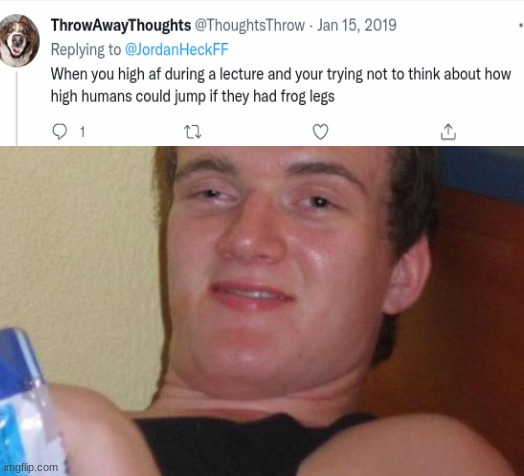 ThrowAwayThoughts @ThoughtsThrow · Jan 15, 2019
Replying to @JordanHeckFF
When you high af during a lecture and your trying not to think about how
high humans could jump if they had frog legs
1
imgflip.com